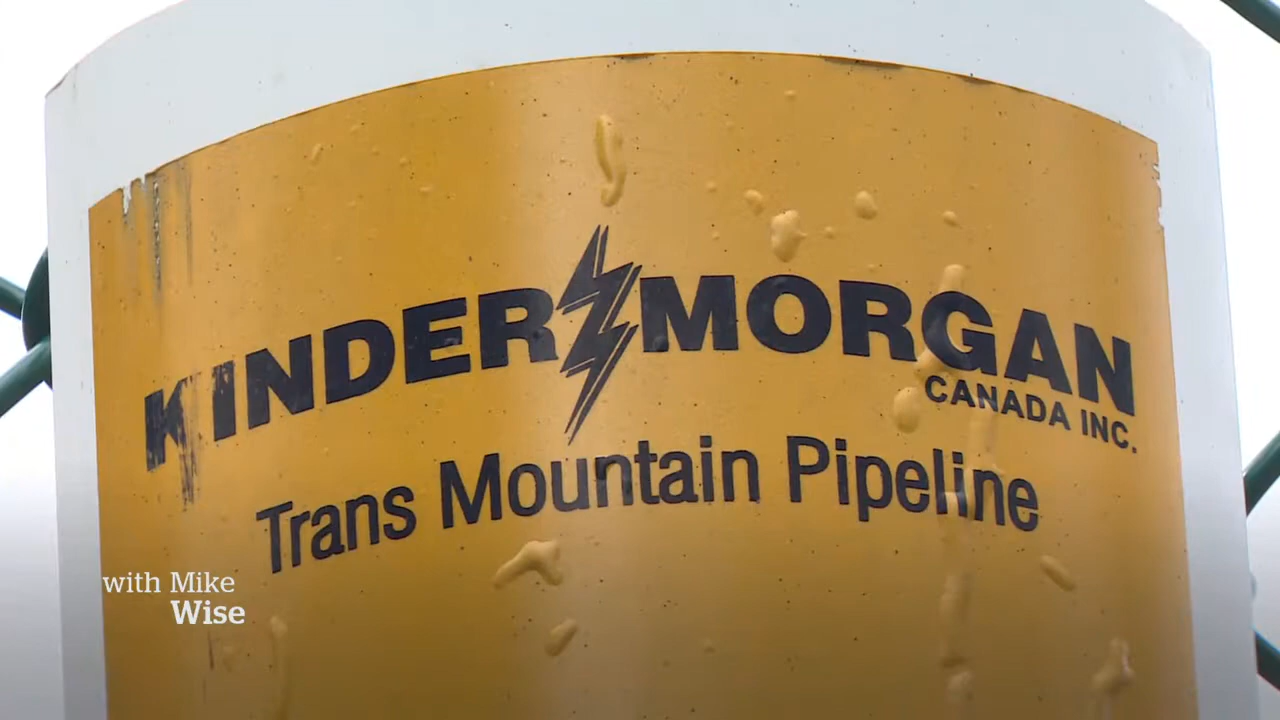 KINDER MORGAN
CANADA INC.
Trans Mountain Pipeline
with Mike
Wise